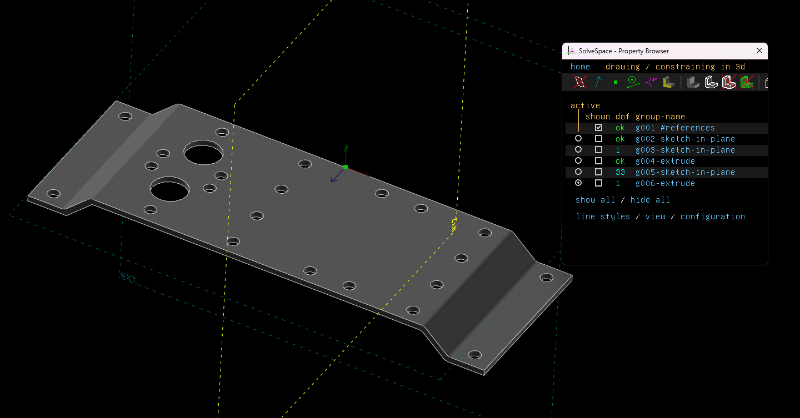 SolveSpace - Property Browser
home drawing / constraining in 3d
active
shown dof group-name
ok g001-#references
ok g002-sketch-in-plane
1 g003-sketch-in-plane
ok g004-extrude
33 g005-sketch-in-plane
1 g006-extrude
show all / hide all
line styles / view / configuration